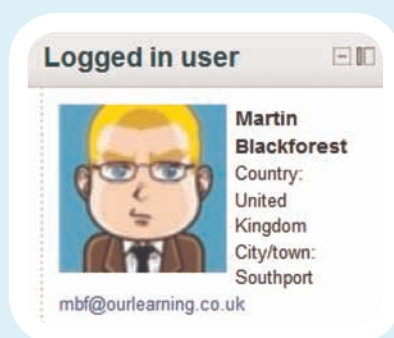 Logged in user
Martin
Blackforest
Country:
United
Kingdom
City/town:
Southport
mbf@ourlearning.co.uk